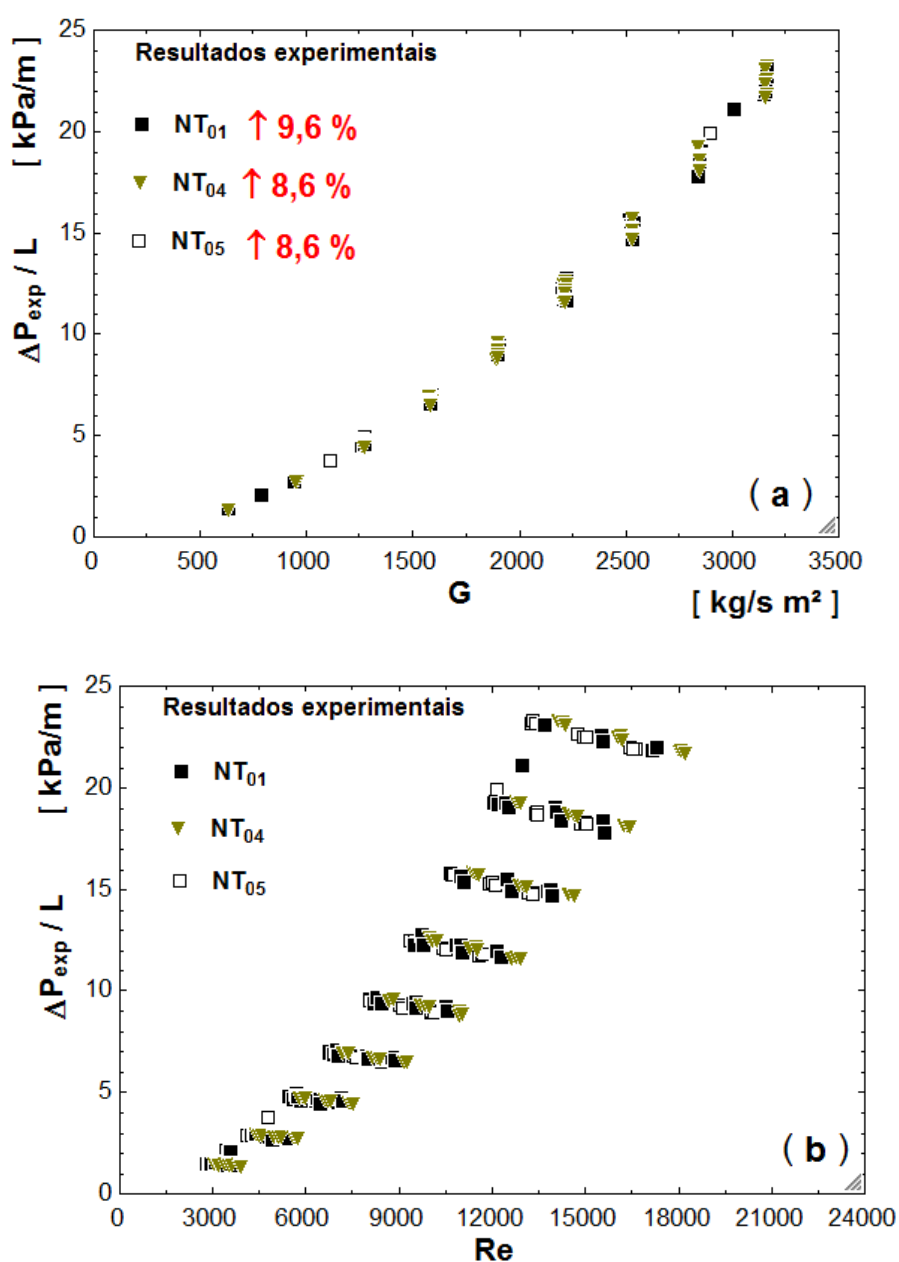 Resultados experimentais
NT01 ↑ 9,6 %
NT04 ↑ 8,6 %
NT05 ↑ 8,6 %
ΔPexp / L [ kPa/m ]
25
20
15
10
5
0
( a )
0 500 1000 1500 2000 2500 3000 3500
G [ kg/s m² ]
Resultados experimentais
NT01
NT04
NT05
ΔPexp / L [ kPa/m ]
25
20
15
10
5
0
( b )
0 3000 6000 9000 12000 15000 18000 21000 24000
Re